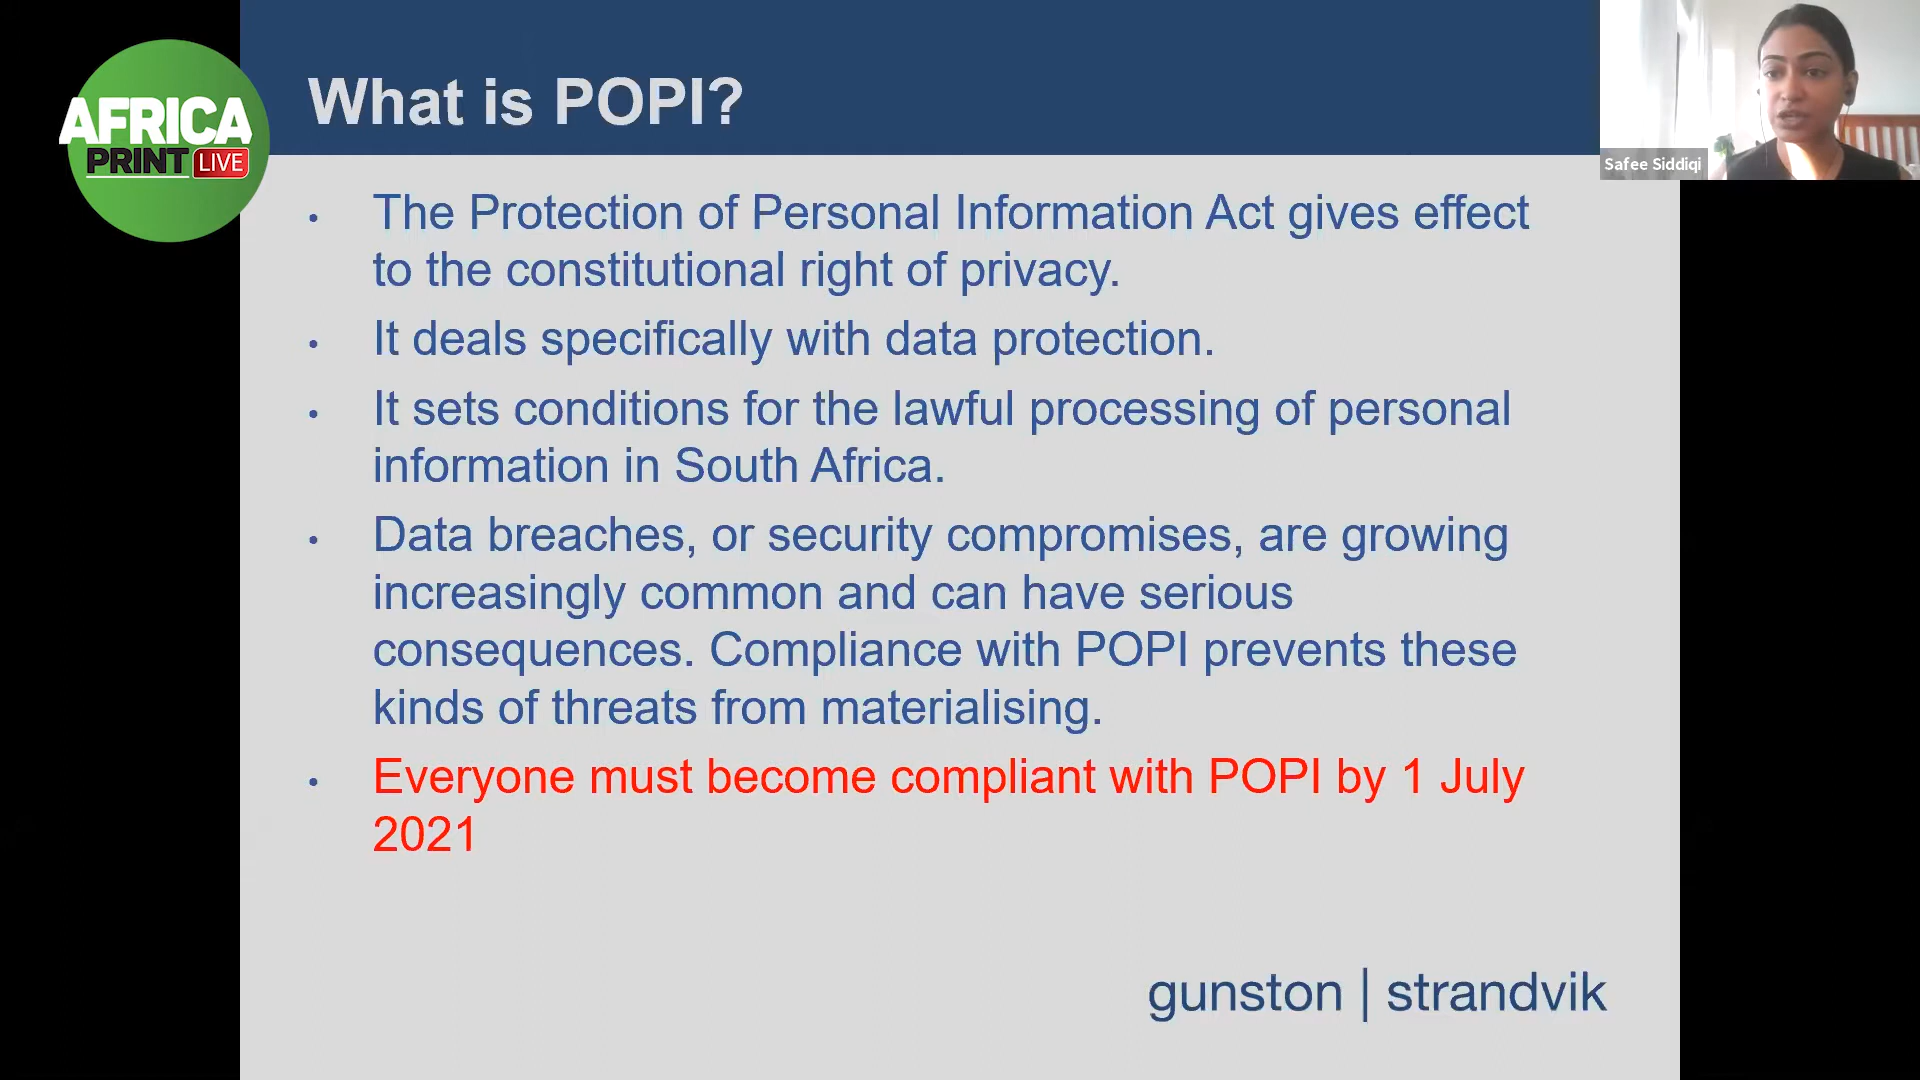 AFRICA
PRINT LIVE
What is POPI?
Safee Siddiqi
• The Protection of Personal Information Act gives effect
to the constitutional right of privacy.
• It deals specifically with data protection.
• It sets conditions for the lawful processing of personal
information in South Africa.
• Data breaches, or security compromises, are growing
increasingly common and can have serious
consequences. Compliance with POPI prevents these
kinds of threats from materialising.
• Everyone must become compliant with POPI by 1 July
2021
gunston | strandvik